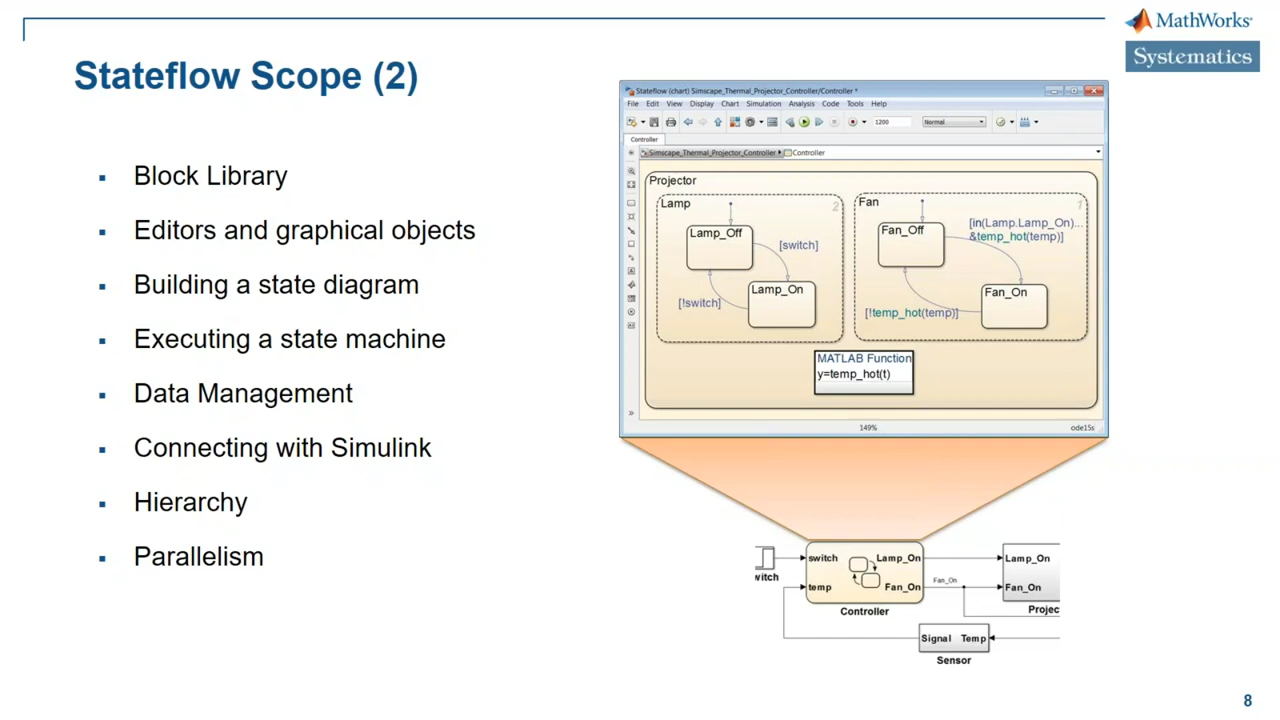 MathWorks®
Systematics
Stateflow Scope (2)
▪ Block Library
▪ Editors and graphical objects
▪ Building a state diagram
▪ Executing a state machine
▪ Data Management
▪ Connecting with Simulink
▪ Hierarchy
▪ Parallelism
Stateflow (chart) Simscape_Thermal_Projector_Controller/Controller *
File Edit View Display Chart Simulation Analysis Code Tools Help
1200 Normal
Controller
Simscape_Thermal_Projector_Controller Controller
Projector
Lamp 2
Lamp_Off
[switch]
Lamp_On
[!switch]
Fan 1
Fan_Off
[in(Lamp.Lamp_On)...
&temp_hot(temp)]
Fan_On
[!temp_hot(temp)]
MATLAB Function
y=temp_hot(t)
149% ode15s
witch
switch Lamp_On
temp Fan_On
Controller
Fan_On
Lamp_On
Fan_On
Projec
Signal Temp
Sensor
8